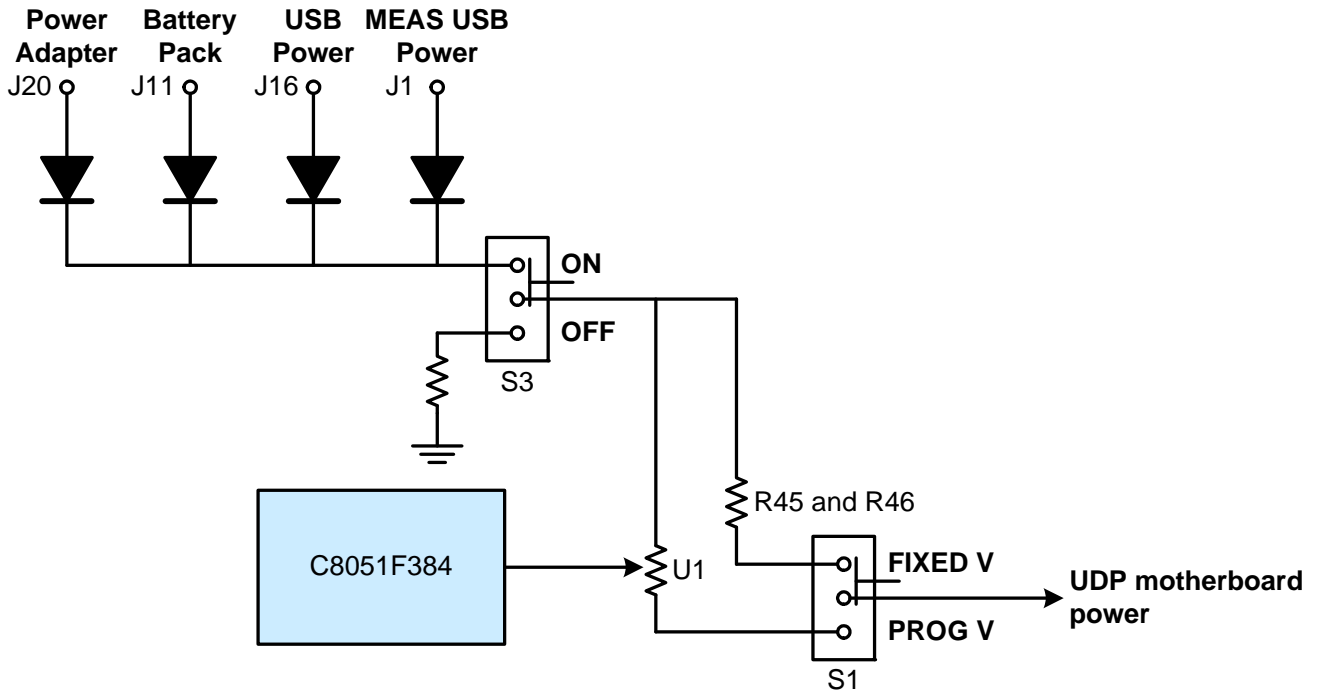 Power Adapter
J20
Battery Pack
J11
USB Power
J16
MEAS USB Power
J1
ON
OFF
S3
C8051F384
U1
R45 and R46
FIXED V
PROG V
S1
UDP motherboard
power